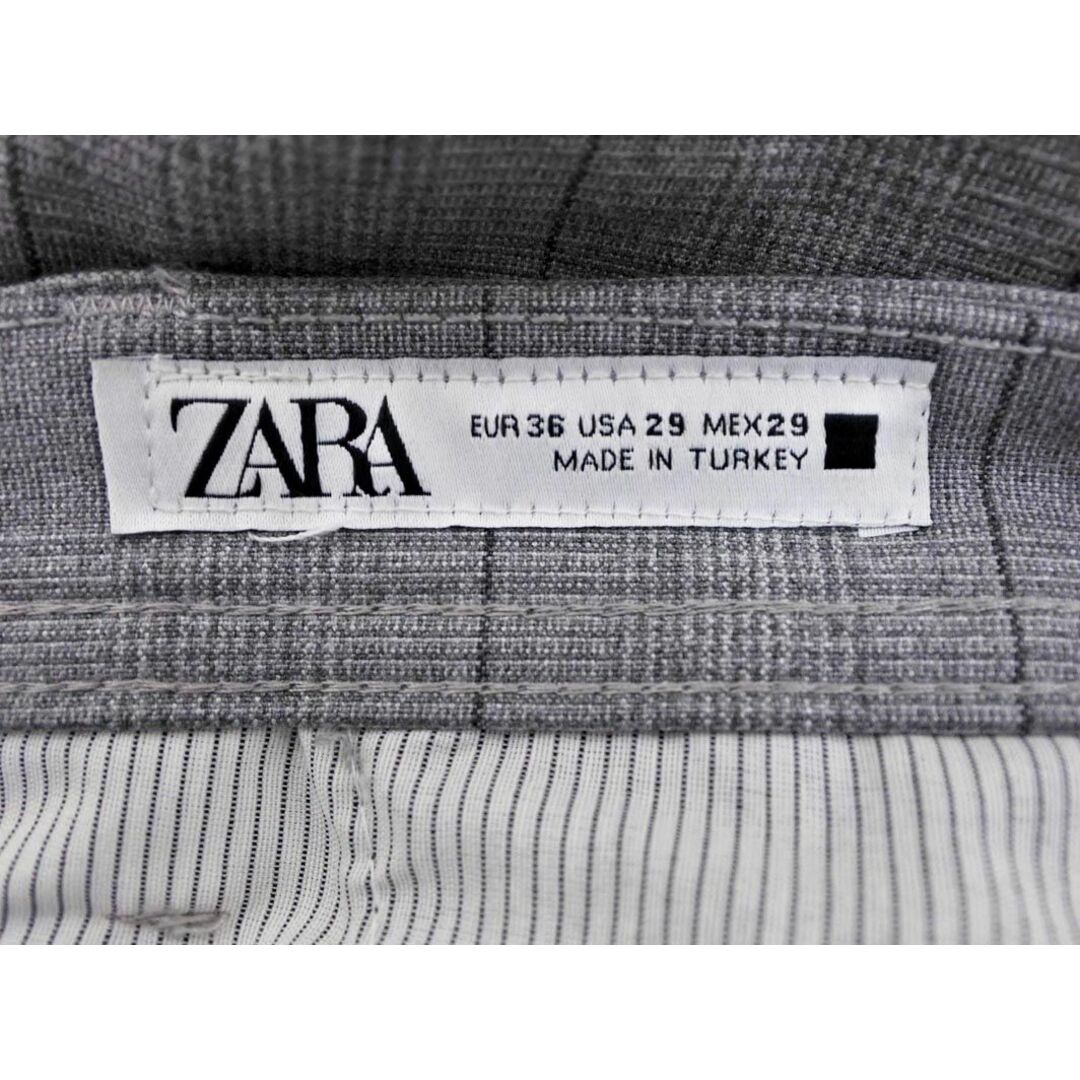 ZARA
EUR 36 USA 29 MEX 29
MADE IN TURKEY